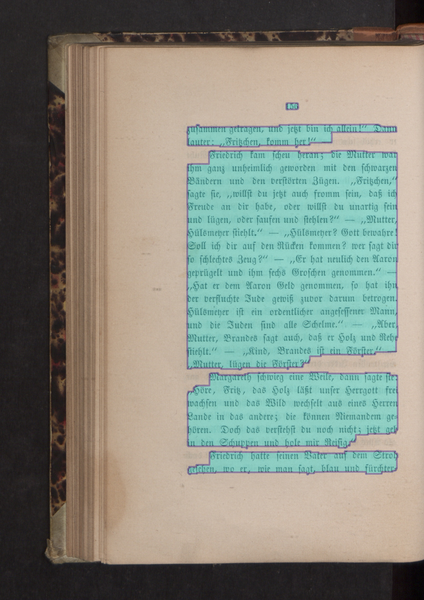 zusammen getragen, und jetzt bin ich allein!" Dann
lauter: „Fritzchen, komm her!"
Friedrich kam scheu heran; die Mutter war
ihm ganz unheimlich geworden mit den schwarzen
Bändern und den verstörten Zügen. „Fritzchen,"
sagte sie, „willst du jetzt auch fromm sein, daß ich
Freude an dir habe, oder willst du unartig sein
und lügen, oder saufen und stehlen?" — „Mutter,
Hülsmeyer stiehlt." — „Hülsmeyer? Gott bewahre!
Soll ich dir auf den Rücken kommen? wer sagt dir
so schlechtes Zeug?" — „Er hat neulich den Aaron
geprügelt und ihm sechs Groschen genommen." —
„Hat er dem Aaron Geld genommen, so hat ihn
der verfluchte Jude gewiß zuvor darum betrogen.
Hülsmeyer ist ein ordentlicher angesessener Mann,
und die Juden sind alle Schelme." — „Aber,
Mutter, Brandes sagt auch, daß er Holz und Rehe
stiehlt." — „Kind, Brandes ist ein Förster." —
„Mutter, lügen die Förster?"
Margareth schwieg eine Weile, dann sagte sie:
„Höre, Fritz, das Holz läßt unser Herrgott frei
wachsen und das Wild wechselt aus eines Herren
Lande in das andere; die können Niemandem ge-
hören. Doch das verstehst du noch nicht; jetzt geh
in den Schuppen und hole mir Reisig."
Friedrich hatte seinen Vater auf dem Stroh
gesehen, wo er, wie man sagt, blau und fürchter-